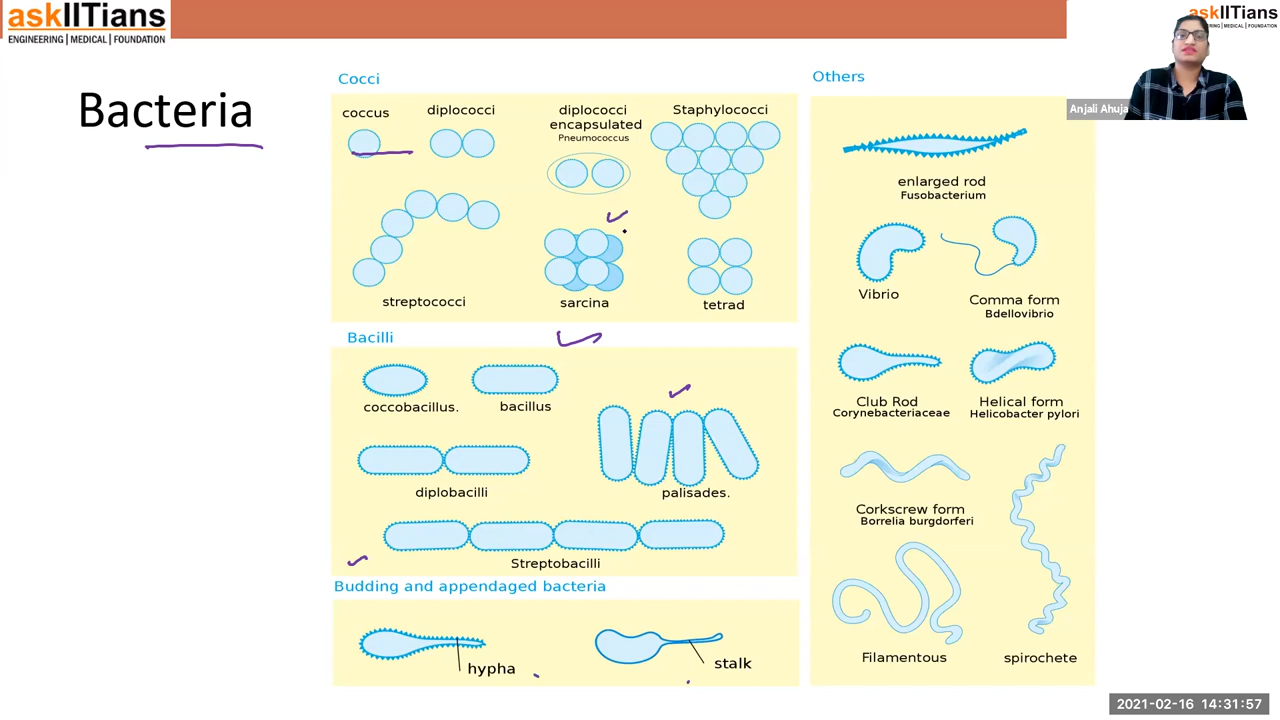 askIITians
ENGINEERING | MEDICAL | FOUNDATION
askIITians
Anjali Ahuja
Bacteria
Cocci
coccus
diplococci
diplococci
encapsulated
Pneumococcus
Staphylococci
streptococci
sarcina
tetrad
Bacilli
coccobacillus.
bacillus
diplobacilli
palisades.
Streptobacilli
Budding and appendaged bacteria
hypha
stalk
Others
enlarged rod
Fusobacterium
Vibrio
Comma form
Bdellovibrio
Club Rod
Corynebacteriaceae
Helical form
Helicobacter pylori
Corkscrew form
Borrelia burgdorferi
Filamentous
spirochete
2021-02-16 14:31:57